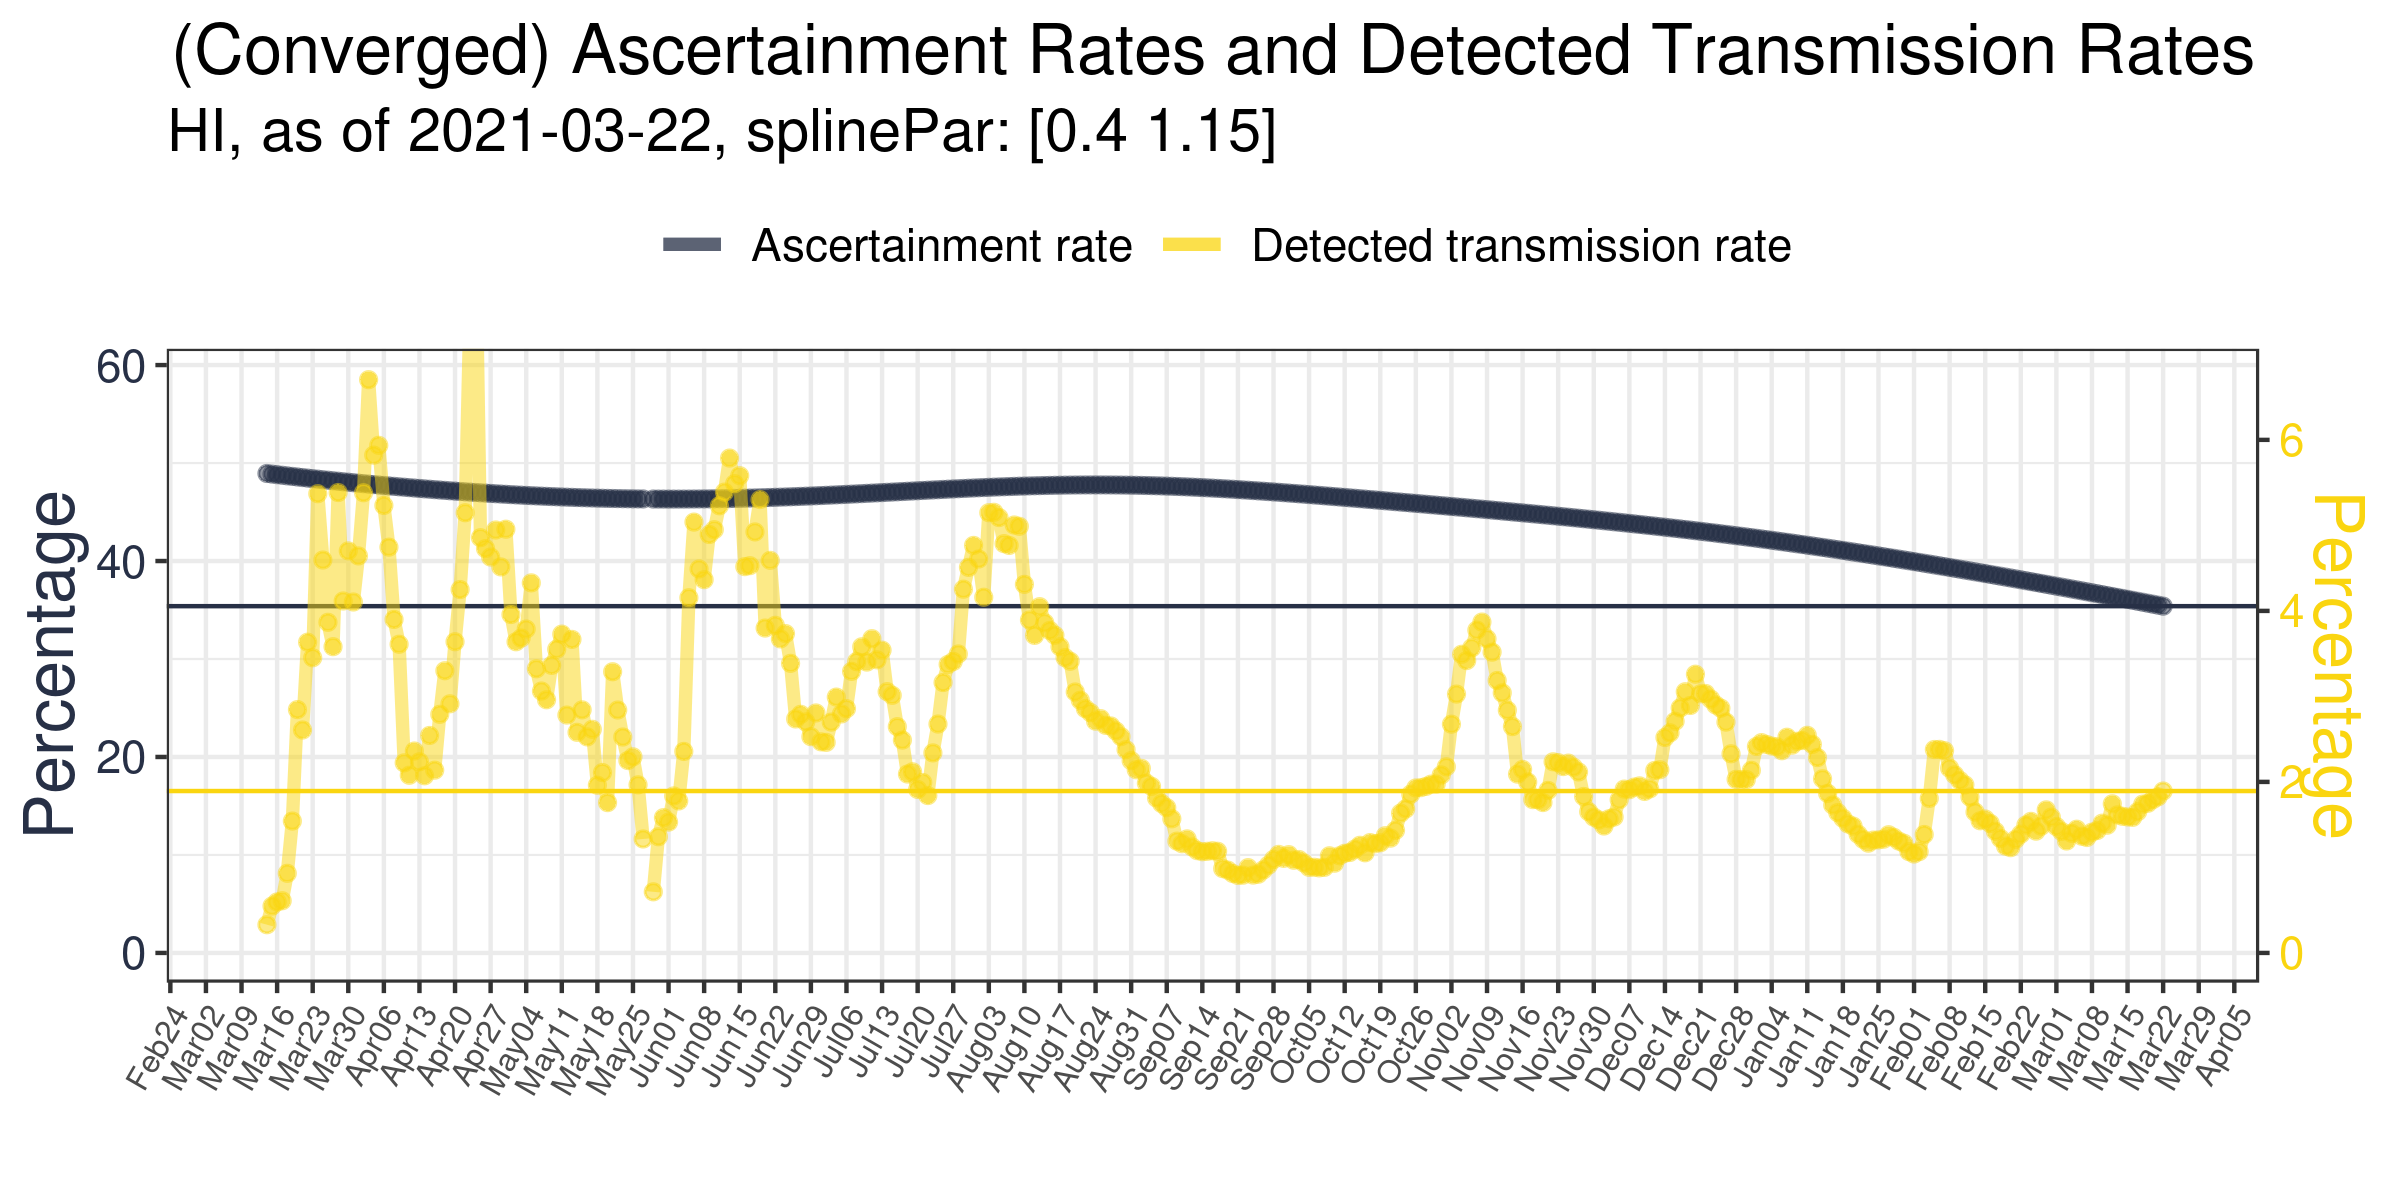 (Converged) Ascertainment Rates and Detected Transmission Rates
HI, as of 2021-03-22, splinePar: [0.4 1.15]
Ascertainment rate
Detected transmission rate
Percentage
60
40
20
0
6
4
2
0
Percentage
Feb24
Mar02
Mar09
Mar16
Mar23
Mar30
Apr06
Apr13
Apr20
Apr27
May04
May11
May18
May25
Jun01
Jun08
Jun15
Jun22
Jun29
Jul06
Jul13
Jul20
Jul27
Aug03
Aug10
Aug17
Aug24
Aug31
Sep07
Sep14
Sep21
Sep28
Oct05
Oct12
Oct19
Oct26
Nov02
Nov09
Nov16
Nov23
Nov30
Dec07
Dec14
Dec21
Dec28
Jan04
Jan11
Jan18
Jan25
Feb01
Feb08
Feb15
Feb22
Mar01
Mar08
Mar15
Mar22
Mar29
Apr05